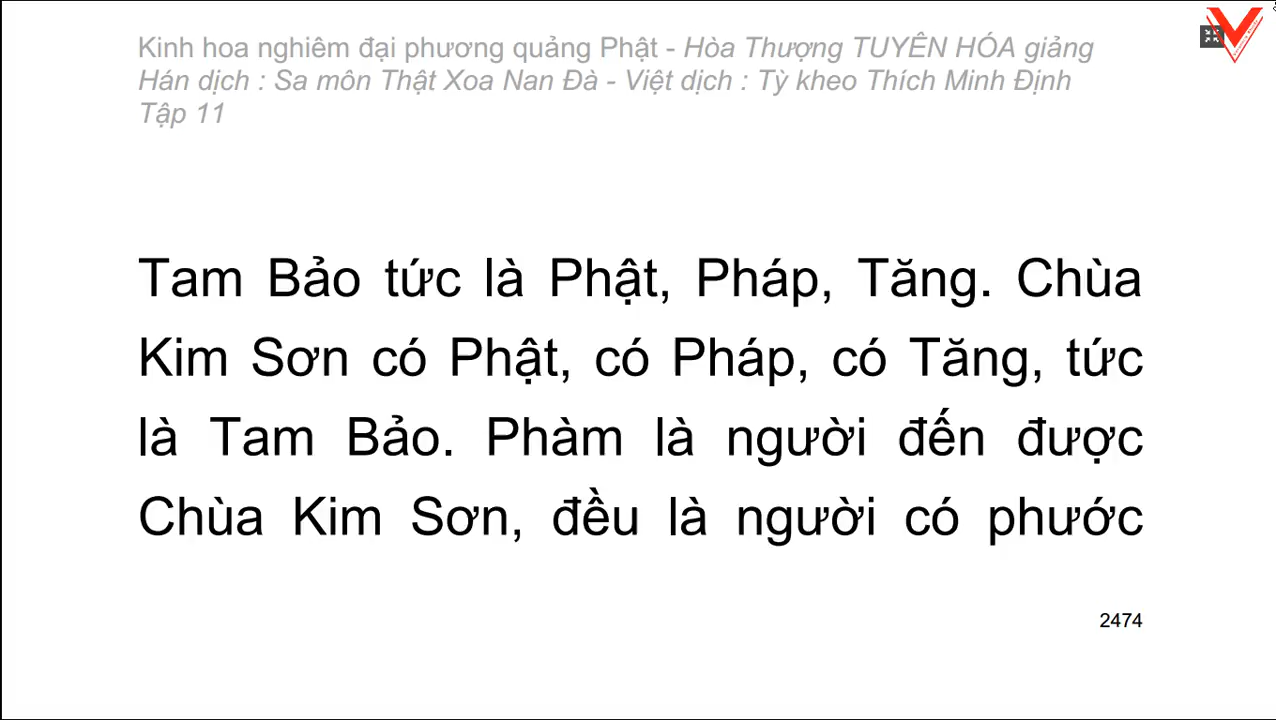 Kinh hoa nghiêm đại phương quảng Phật - Hòa Thượng TUYÊN HÓA giảng
Hán dịch : Sa môn Thật Xoa Nan Đà - Việt dịch : Tỳ kheo Thích Minh Định
Tập 11
Tam Bảo tức là Phật, Pháp, Tăng. Chùa
Kim Sơn có Phật, có Pháp, có Tăng, tức
là Tam Bảo. Phàm là người đến được
Chùa Kim Sơn, đều là người có phước
2474